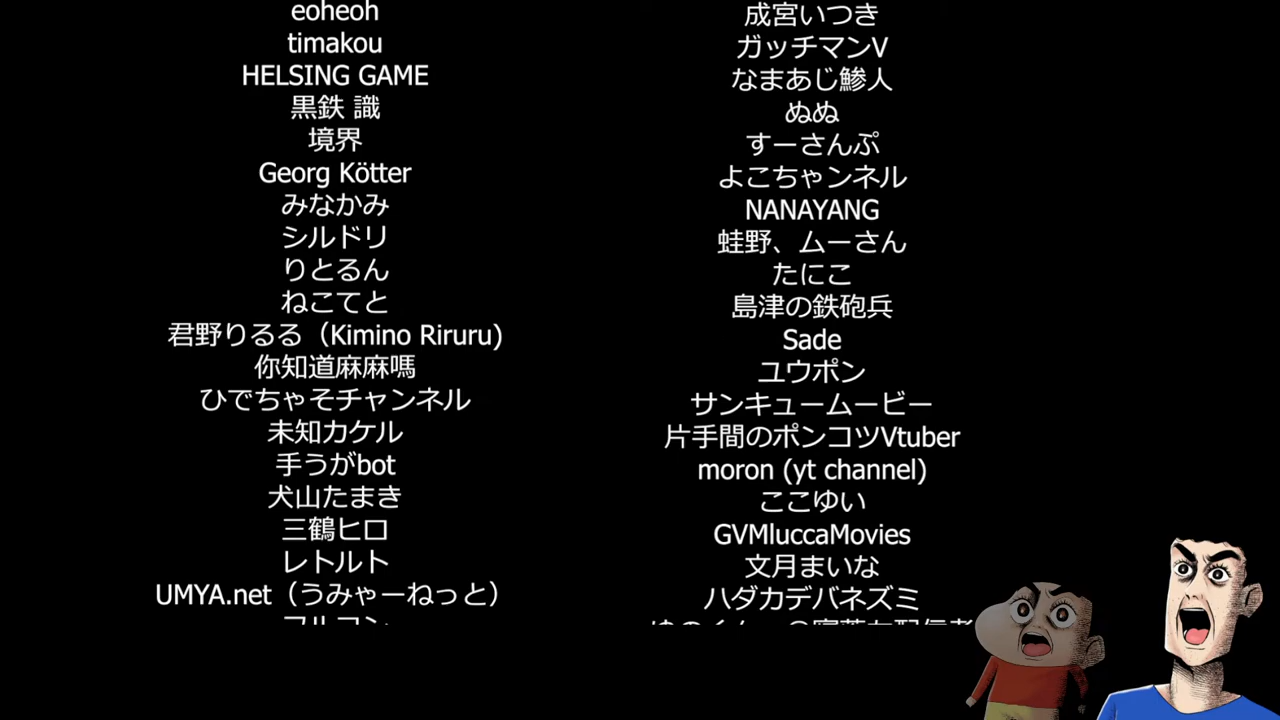 eoheoh
timakou
HELSING GAME
黒鉄 識
境界
Georg Kötter
みなかみ
シルドリ
りとるん
ねこてと
君野りるる（Kimino Riruru)
你知道麻麻嗎
ひでちゃそチャンネル
未知カケル
手うがbot
犬山たまき
三鶴ヒロ
レトルト
UMYA.net（うみゃーねっと）
成宮いつき
ガッチマンV
なまあじ鯵人
ぬぬ
すーさんぷ
よこちゃンネル
NANAYANG
蛙野、ムーさん
たにこ
島津の鉄砲兵
Sade
ユウポン
サンキュームービー
片手間のポンコツVtuber
moron (yt channel)
ここゆい
GVMluccaMovies
文月まいな
ハダカデバネズミ